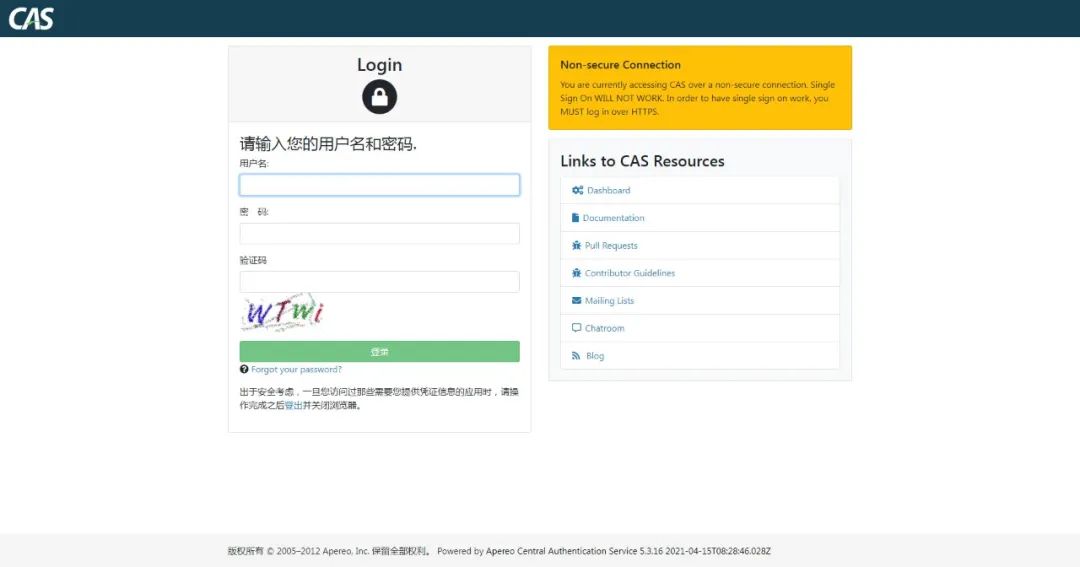 CAS
Login
请输入您的用户名和密码.
用户名:
密 码:
验证码
WTWi
登录
Forgot your password?
出于安全考虑，一旦您访问过那些需要您提供凭证信息的应用时，请操
作完成之后登出并关闭浏览器。
Non-secure Connection
You are currently accessing CAS over a non-secure connection. Single
Sign On WILL NOT WORK. In order to have single sign on work, you
MUST log in over HTTPS.
Links to CAS Resources
Dashboard
Documentation
Pull Requests
Contributor Guidelines
Mailing Lists
Chatroom
Blog
版权所有 © 2005–2012 Apereo, Inc. 保留全部权利。 Powered by Apereo Central Authentication Service 5.3.16 2021-04-15T08:28:46.028Z